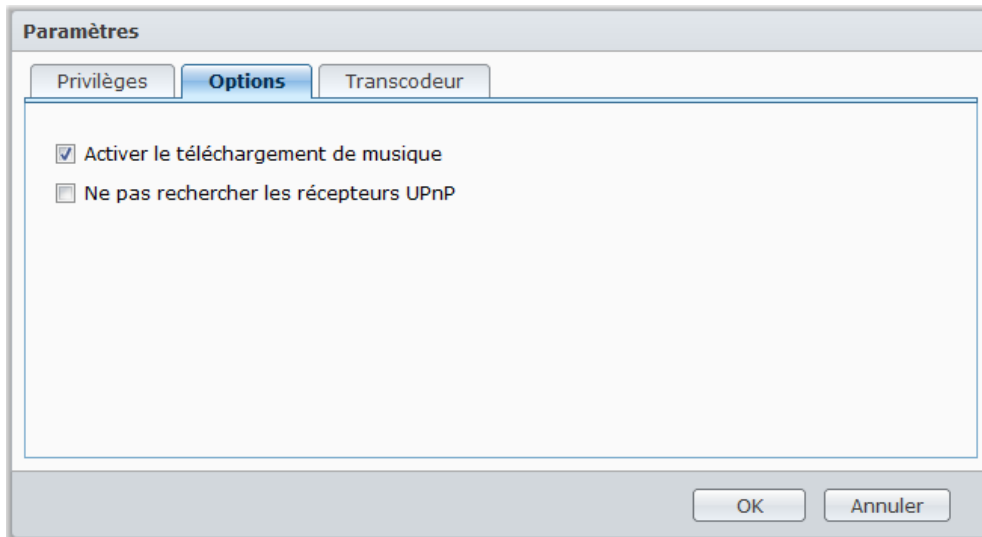 Paramètres
Privilèges Options Transcodeur
Activer le téléchargement de musique
Ne pas rechercher les récepteurs UPnP
OK Annuler